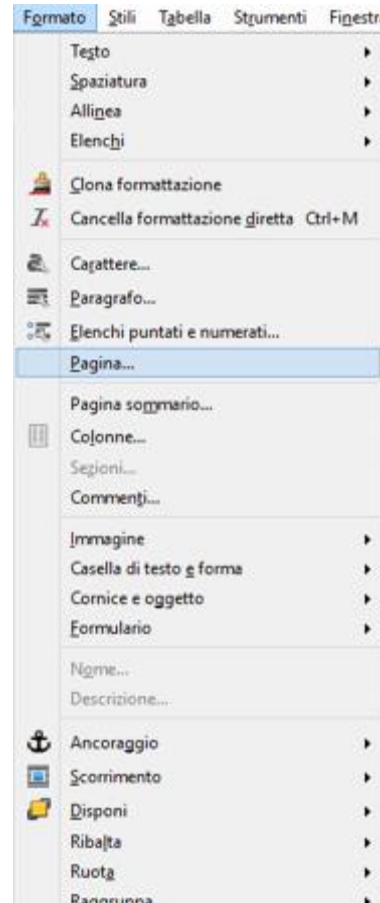 Formato Stili Tabella Strumenti Finestr
Testo
Spaziatura
Allinea
Elenchi
Clona formattazione
Cancella formattazione diretta Ctrl+M
Carattere...
Paragrafo...
Elenchi puntati e numerati...
Pagina...
Pagina sommario...
Colonne...
Sezioni...
Commenti...
Immagine
Casella di testo e forma
Cornice e oggetto
Formulario
Nome...
Descrizione...
Ancoraggio
Scorrimento
Disponi
Ribalta
Ruota
Raggruppa